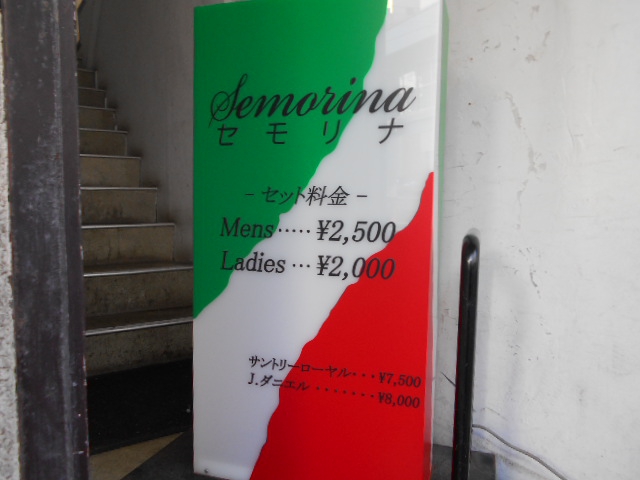 Semorina
セモリナ
- セット料金 -
Mens ····· ¥2,500
Ladies ··· ¥2,000
サントリーローヤル··· ¥7,500
J.ダニエル ······· ¥8,000